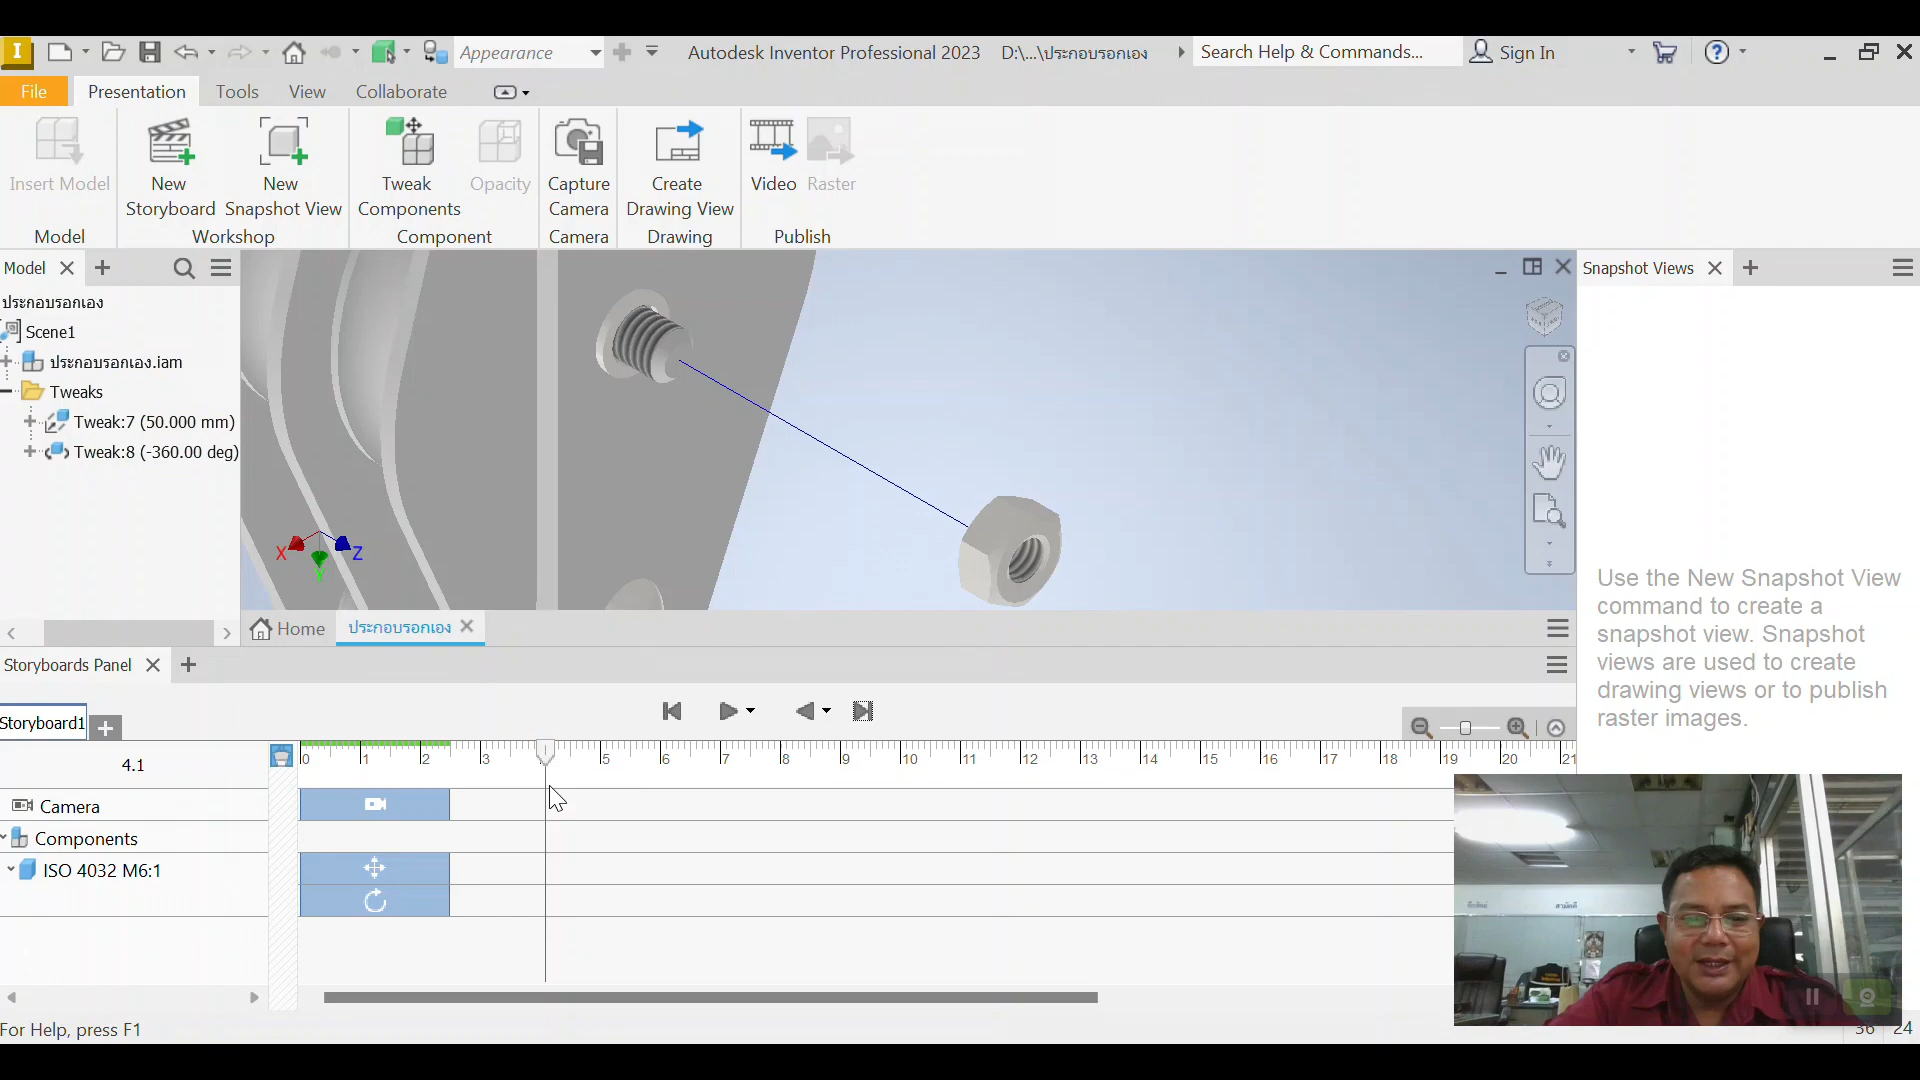 I
Appearance
Autodesk Inventor Professional 2023 D:\...\ประกอบรอกเอง
Search Help & Commands...
Sign In
File
Presentation
Tools
View
Collaborate
Insert Model
New
Storyboard
New
Snapshot View
Tweak
Components
Opacity
Capture
Camera
Create
Drawing View
Video
Raster
Model
Workshop
Component
Camera
Drawing
Publish
Model
ประกอบรอกเอง
Scene1
ประกอบรอกเอง.iam
Tweaks
Tweak:7 (50.000 mm)
Tweak:8 (-360.00 deg)
X
Y
Z
Snapshot Views
Use the New Snapshot View
command to create a
snapshot view. Snapshot
views are used to create
drawing views or to publish
raster images.
Home
ประกอบรอกเอง
Storyboards Panel
Storyboard1
4.1
0 1 2 3 5 6 7 8 9 10 11 12 13 14 15 16 17 18 19 20 21
Camera
Components
ISO 4032 M6:1
For Help, press F1
36 24